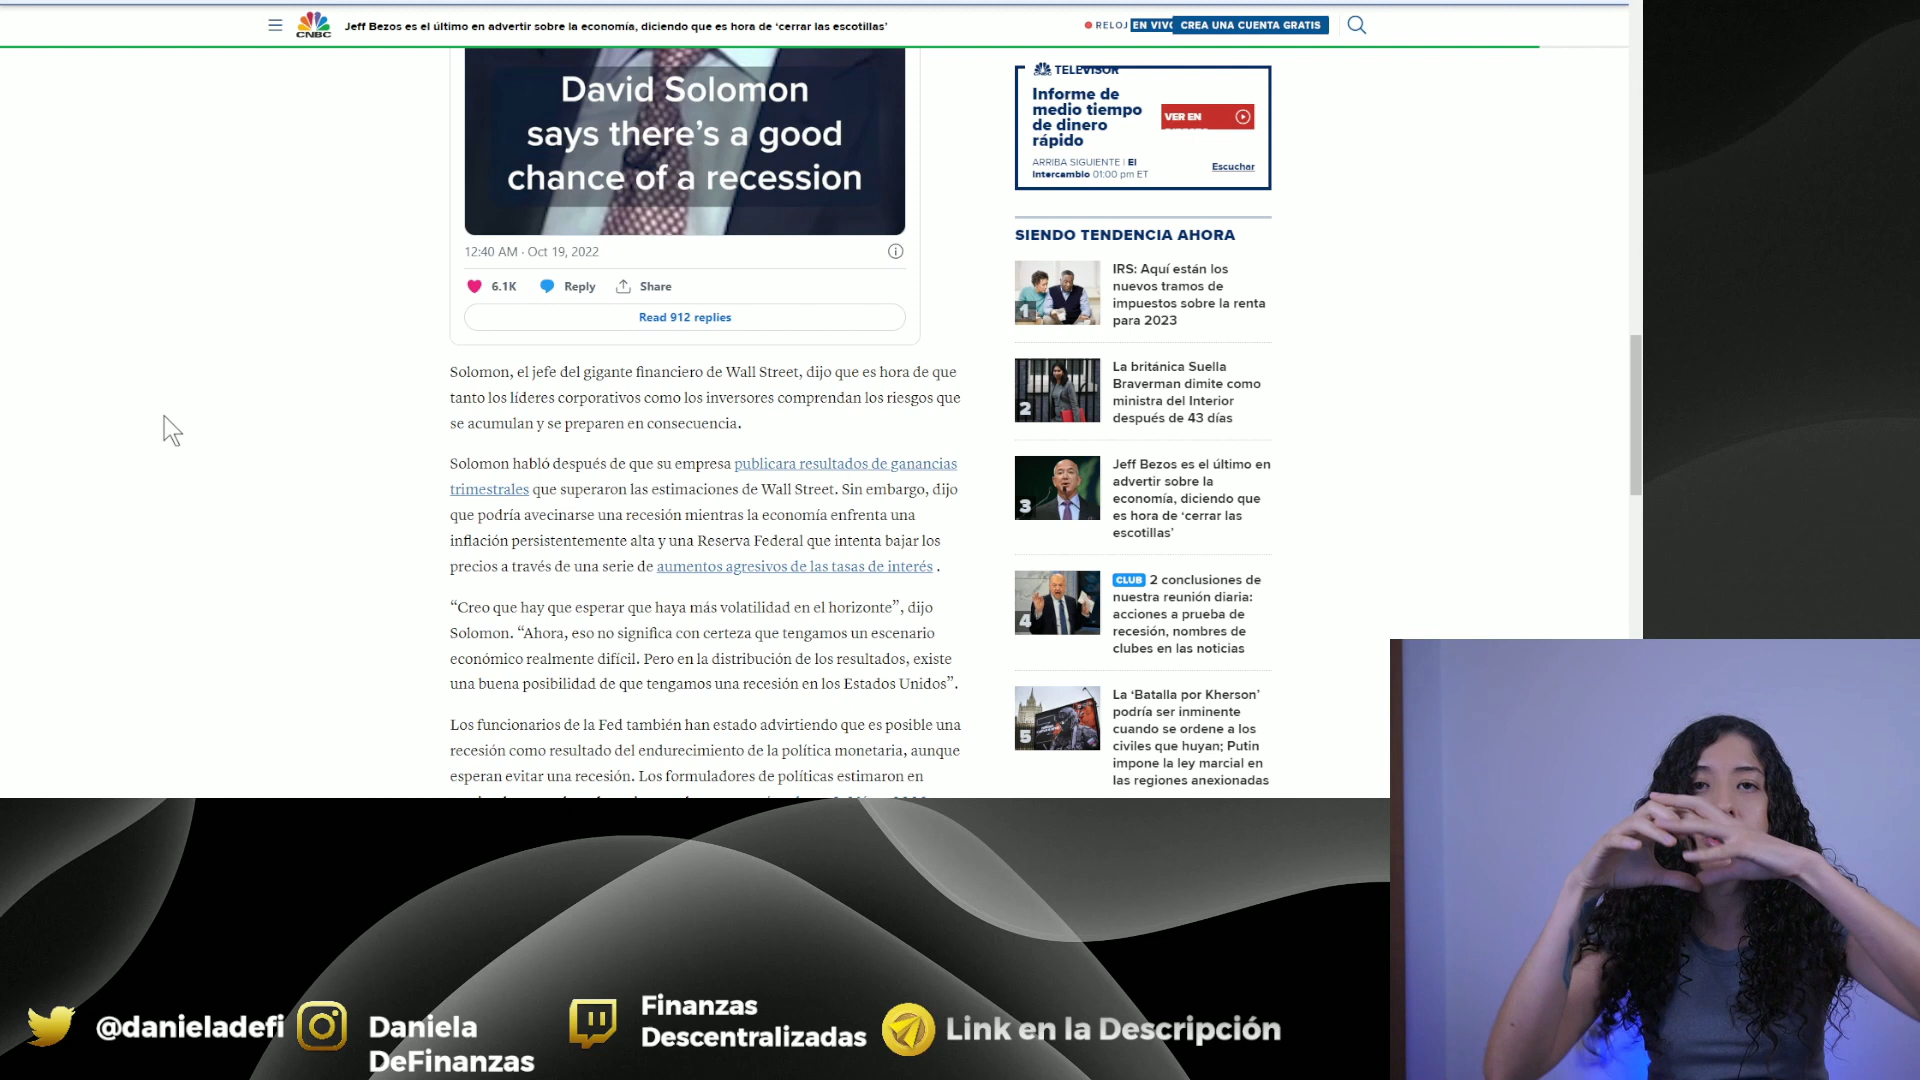 CNBC
Jeff Bezos es el último en advertir sobre la economía, diciendo que es hora de ‘cerrar las escotillas’
RELOJ EN VIVO
CREA UNA CUENTA GRATIS
David Solomon
says there’s a good
chance of a recession
12:40 AM · Oct 19, 2022
6.1K
Reply
Share
Read 912 replies
Solomon, el jefe del gigante financiero de Wall Street, dijo que es hora de que
tanto los líderes corporativos como los inversores comprendan los riesgos que
se acumulan y se preparen en consecuencia.
Solomon habló después de que su empresa publicara resultados de ganancias
trimestrales que superaron las estimaciones de Wall Street. Sin embargo, dijo
que podría avecinarse una recesión mientras la economía enfrenta una
inflación persistentemente alta y una Reserva Federal que intenta bajar los
precios a través de una serie de aumentos agresivos de las tasas de interés .
“Creo que hay que esperar que haya más volatilidad en el horizonte”, dijo
Solomon. “Ahora, eso no significa con certeza que tengamos un escenario
económico realmente difícil. Pero en la distribución de los resultados, existe
una buena posibilidad de que tengamos una recesión en los Estados Unidos”.
Los funcionarios de la Fed también han estado advirtiendo que es posible una
recesión como resultado del endurecimiento de la política monetaria, aunque
esperan evitar una recesión. Los formuladores de políticas estimaron en
TELEVISOR
Informe de
medio tiempo
de dinero
rápido
VER EN
ARRIBA SIGUIENTE | El
Intercambio 01:00 pm ET
Escuchar
SIENDO TENDENCIA AHORA
1
IRS: Aquí están los
nuevos tramos de
impuestos sobre la renta
para 2023
2
La británica Suella
Braverman dimite como
ministra del Interior
después de 43 días
3
Jeff Bezos es el último en
advertir sobre la
economía, diciendo que
es hora de ‘cerrar las
escotillas’
4
CLUB 2 conclusiones de
nuestra reunión diaria:
acciones a prueba de
recesión, nombres de
clubes en las noticias
5
La ‘Batalla por Kherson’
podría ser inminente
cuando se ordene a los
civiles que huyan; Putin
impone la ley marcial en
las regiones anexionadas
@danieladefi
Daniela
DeFinanzas
Finanzas
Descentralizadas
Link en la Descripción